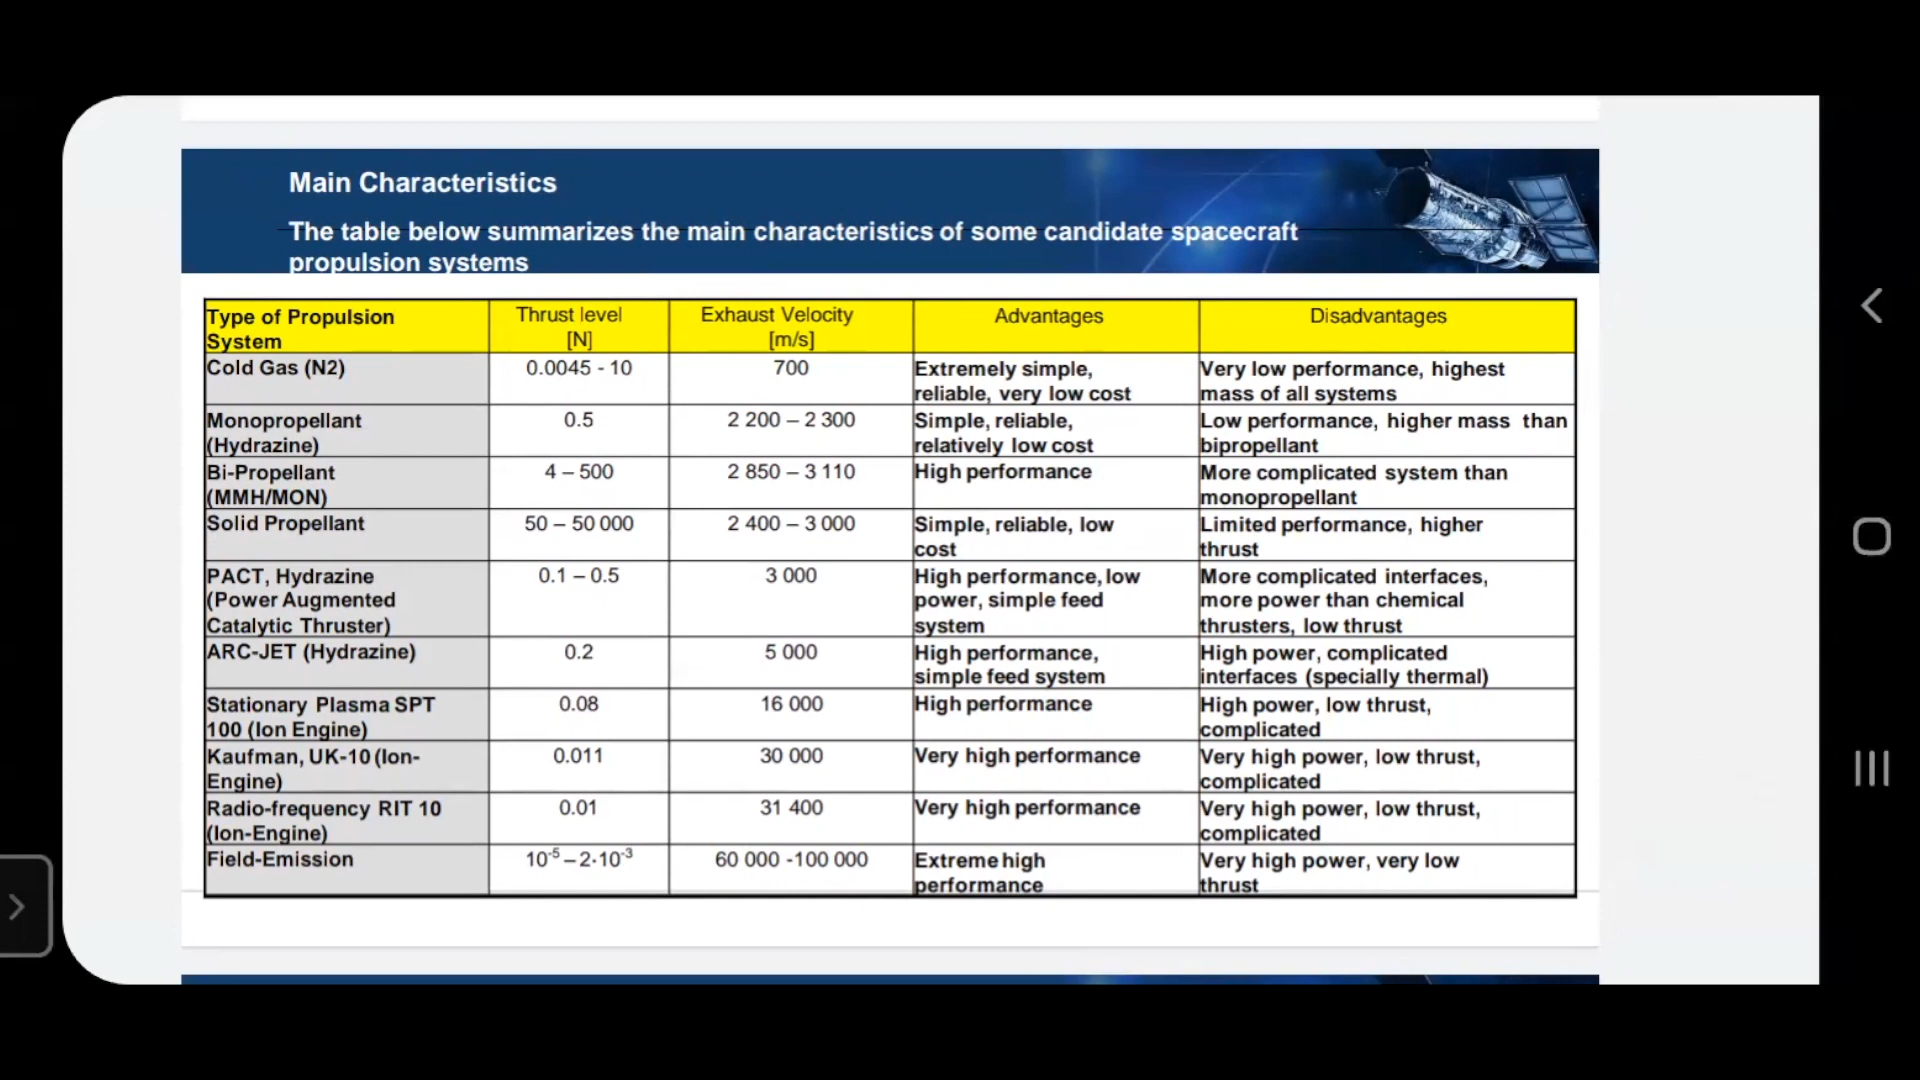 Main Characteristics
The table below summarizes the main characteristics of some candidate spacecraft
propulsion systems
Type of Propulsion
System
Thrust level
[N]
Exhaust Velocity
[m/s]
Advantages
Disadvantages
Cold Gas (N2)
0.0045 - 10
700
Extremely simple,
reliable, very low cost
Very low performance, highest
mass of all systems
Monopropellant
(Hydrazine)
0.5
2 200 – 2 300
Simple, reliable,
relatively low cost
Low performance, higher mass than
bipropellant
Bi-Propellant
(MMH/MON)
4 – 500
2 850 – 3 110
High performance
More complicated system than
monopropellant
Solid Propellant
50 – 50 000
2 400 – 3 000
Simple, reliable, low
cost
Limited performance, higher
thrust
PACT, Hydrazine
(Power Augmented
Catalytic Thruster)
0.1 – 0.5
3 000
High performance, low
power, simple feed
system
More complicated interfaces,
more power than chemical
thrusters, low thrust
ARC-JET (Hydrazine)
0.2
5 000
High performance,
simple feed system
High power, complicated
interfaces (specially thermal)
Stationary Plasma SPT
100 (Ion Engine)
0.08
16 000
High performance
High power, low thrust,
complicated
Kaufman, UK-10 (Ion-
Engine)
0.011
30 000
Very high performance
Very high power, low thrust,
complicated
Radio-frequency RIT 10
(Ion-Engine)
0.01
31 400
Very high performance
Very high power, low thrust,
complicated
Field-Emission
10⁻⁵ – 2·10⁻³
60 000 -100 000
Extreme high
performance
Very high power, very low
thrust